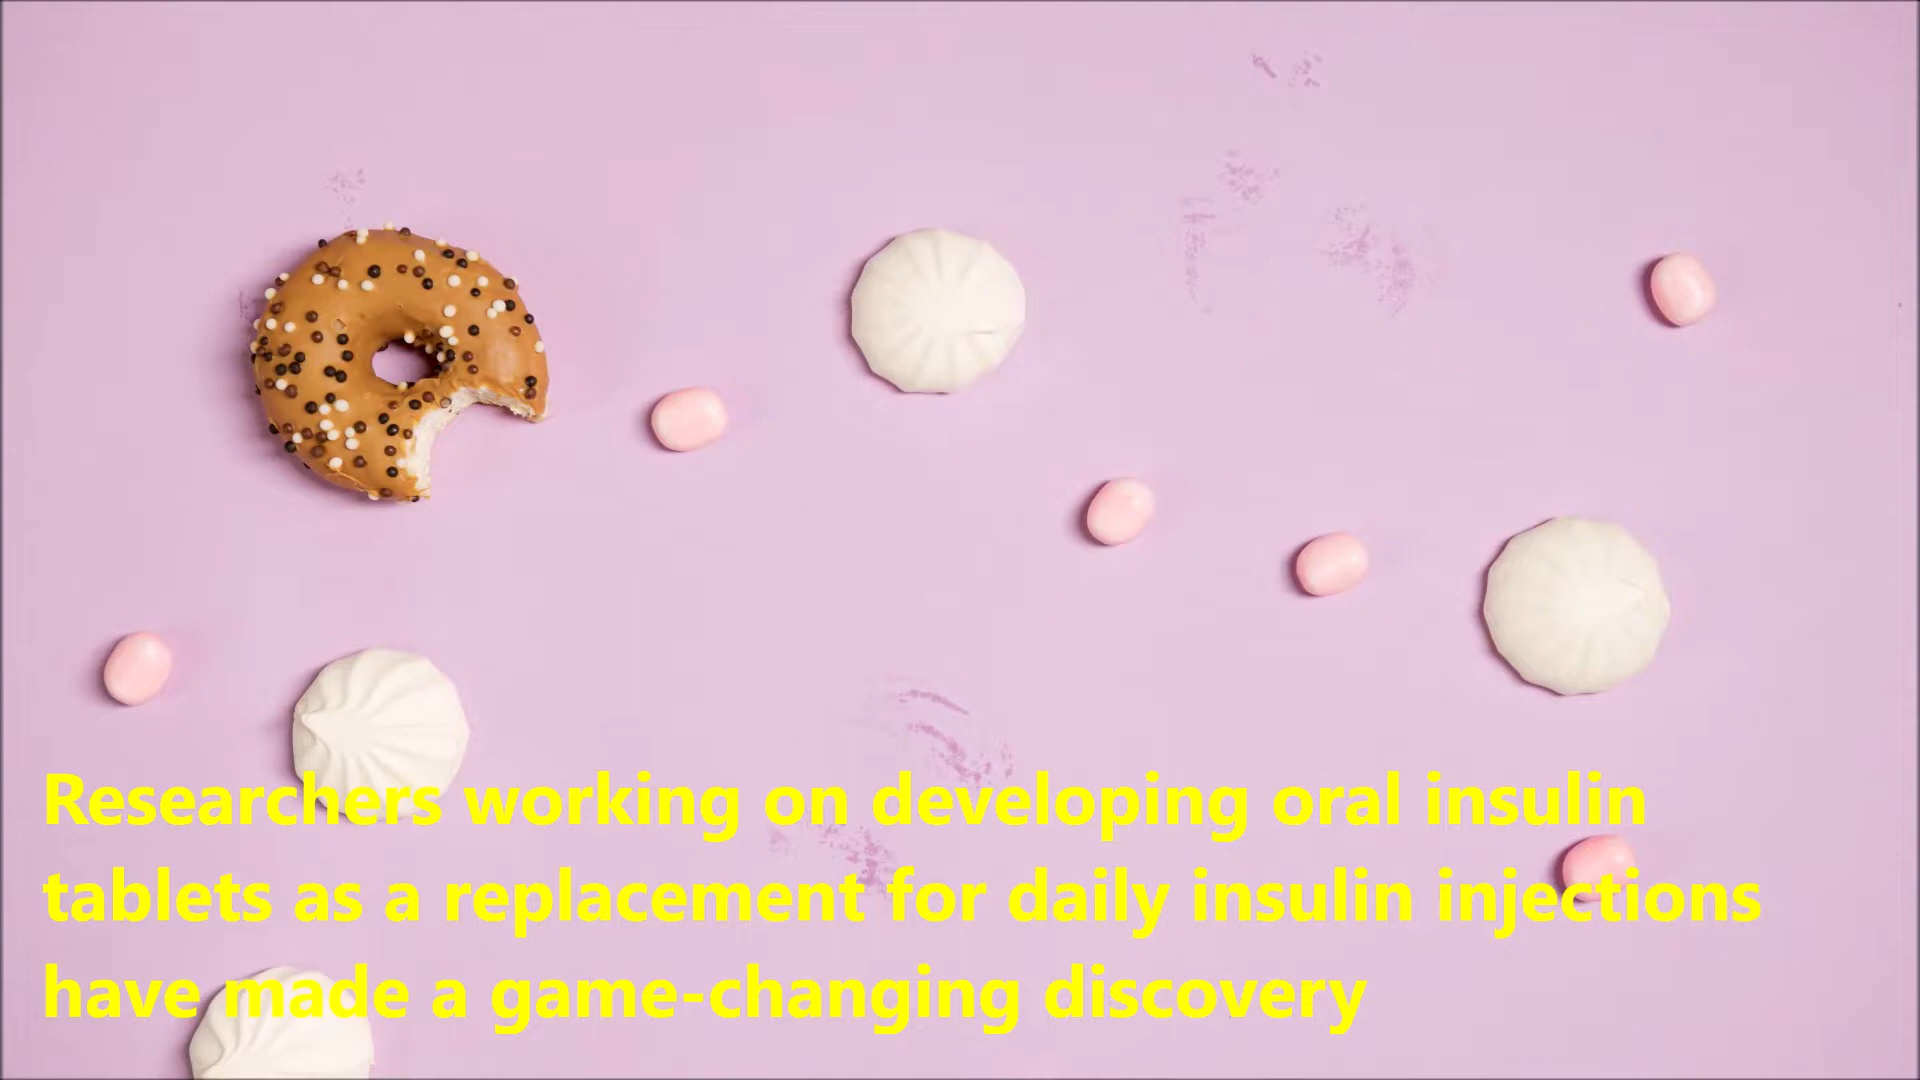 Researchers working on developing oral insulin
tablets as a replacement for daily insulin injections
have made a game-changing discovery